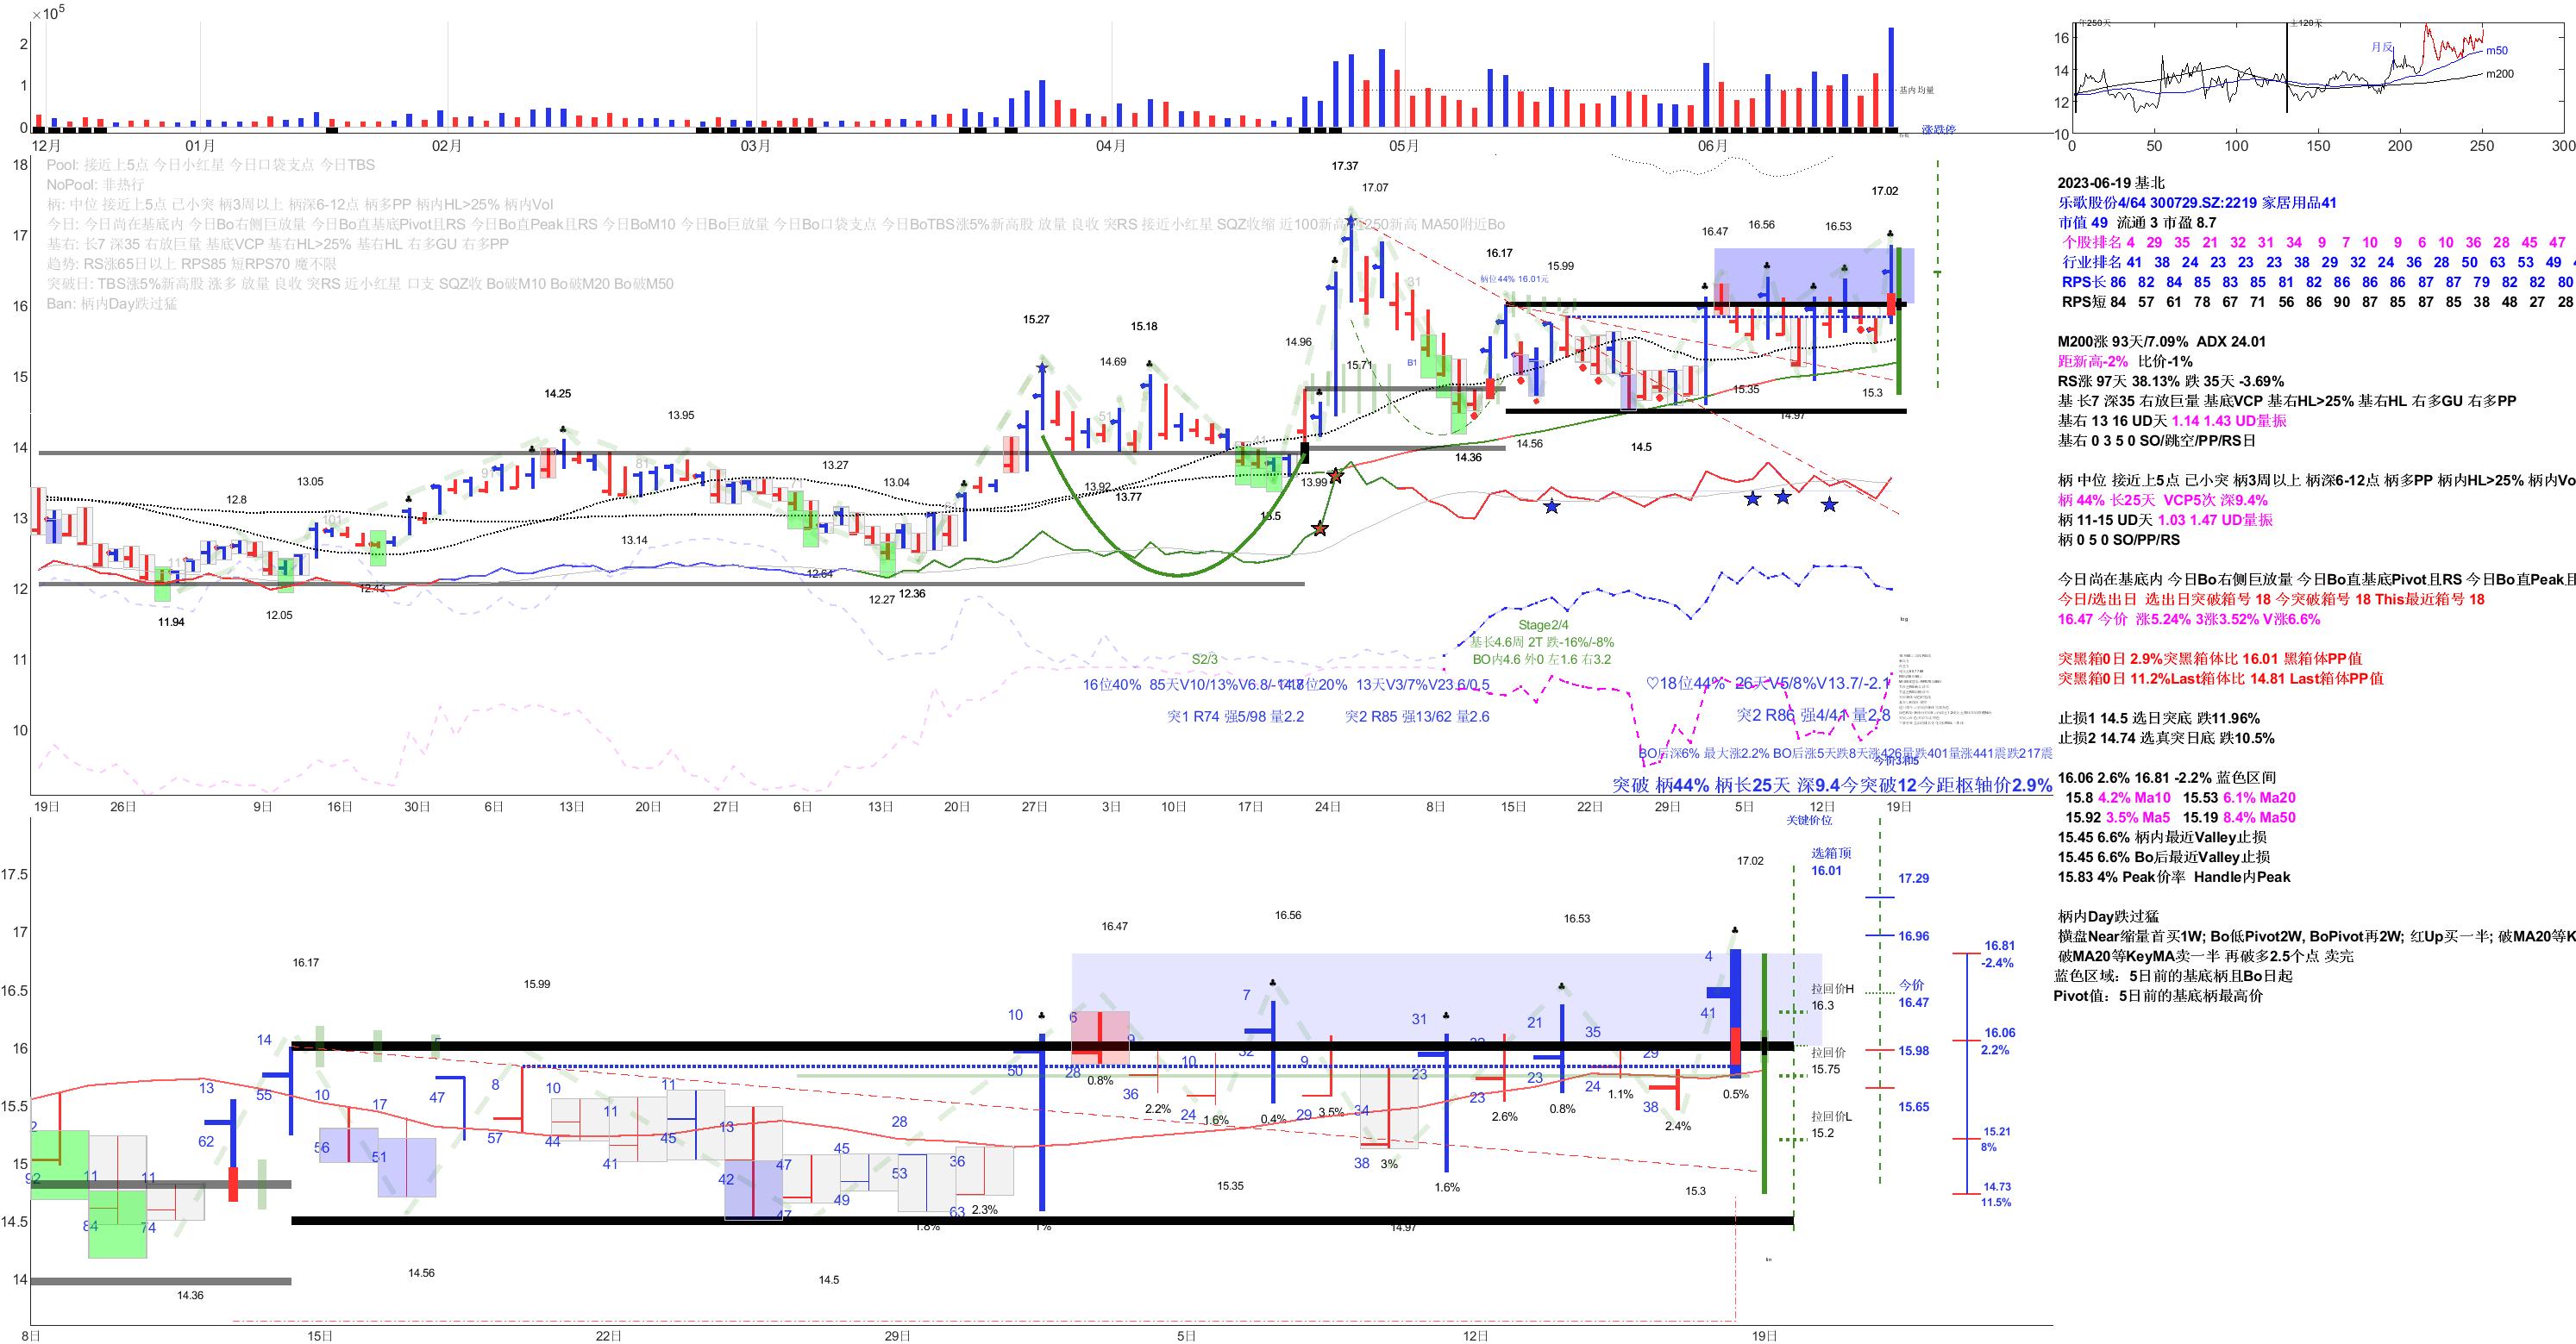 ×10⁵
2
1
0
基内均量
涨跌停
12月 01月 02月 03月 04月 05月 06月
年250天
月反
m50
m200
16
14
12
10
0 50 100 150 200 250 300
18
17
16
15
14
13
12
11
10
Pool: 接近上5点 今日小红星 今日口袋支点 今日TBS
NoPool: 非热行
柄: 中位 接近上5点 已小突 柄3周以上 柄深6-12点 柄多PP 柄内HL>25% 柄内Vol
今日: 今日尚在基底内 今日Bo右侧巨放量 今日Bo直基底Pivot且RS 今日Bo直Peak且RS 今日BoM10 今日Bo巨放量 今日Bo口袋支点 今日BoTBS涨5%新高股 放量 良收 突RS 接近小红星 SQZ收缩 近100新高 近250新高 MA50附近Bo
基右: 长7 深35 右放巨量 基底VCP 基右HL>25% 基右HL 右多GU 右多PP
趋势: RS涨65日以上 RPS85 短RPS70 魔不限
突破日: TBS涨5%新高股 涨多 放量 良收 突RS 近小红星 口支 SQZ收 Bo破M10 Bo破M20 Bo破M50
Ban: 柄内Day跌过猛
17.37
17.07
17.02
16.47
16.56
16.53
16.17
15.99
柄位44% 16.01元
15.27
15.18
14.96
14.69
15.71
14.25
13.95
13.27
13.05
12.8
13.04
13.92
13.77
13.99
13.5
13.14
12.64
12.43
12.27
12.36
12.05
11.94
14.36
14.56
14.5
15.35
14.97
15.3
B1
Stage2/4
基长4.6周 2T 跌-16%/-8%
BO内4.6 外0 左1.6 右3.2
S2/3
16位40% 85天V10/13%V6.8/-
位20% 13天V3/7%V23.6/0.5
♡18位44% 26天V5/8%V13.7/-2.1
突1 R74 强5/98 量2.2
突2 R85 强13/62 量2.6
突2 R86 强4/41 量2.8
BO后深6% 最大涨2.2% BO后涨5天跌8天涨426量跌401量涨441震跌217震
突破 柄44% 柄长25天 深9.4今突破12今距枢轴价2.9%
19日 26日 9日 16日 30日 6日 13日 20日 27日 6日 13日 20日 27日 3日 10日 17日 24日 8日 15日 22日 29日 5日 12日 19日
2023-06-19 基北
乐歌股份4/64 300729.SZ:2219 家居用品41
市值 49 流通 3 市盈 8.7
个股排名 4 29 35 21 32 31 34 9 7 10 9 6 10 36 28 45 47
行业排名 41 38 24 23 23 23 38 29 32 24 36 28 50 63 53 49
RPS长 86 82 84 85 83 85 81 82 86 86 86 87 87 79 82 82 80
RPS短 84 57 61 78 67 71 56 86 90 87 85 87 85 38 48 27 28
M200涨 93天/7.09% ADX 24.01
距新高-2% 比价-1%
RS涨 97天 38.13% 跌 35天 -3.69%
基 长7 深35 右放巨量 基底VCP 基右HL>25% 基右HL 右多GU 右多PP
基右 13 16 UD天 1.14 1.43 UD量振
基右 0 3 5 0 SO/跳空/PP/RS日
柄 中位 接近上5点 已小突 柄3周以上 柄深6-12点 柄多PP 柄内HL>25% 柄内Vo
柄 44% 长25天 VCP5次 深9.4%
柄 11-15 UD天 1.03 1.47 UD量振
柄 0 5 0 SO/PP/RS
今日尚在基底内 今日Bo右侧巨放量 今日Bo直基底Pivot且RS 今日Bo直Peak且
今日/选出日 选出日突破箱号 18 今突破箱号 18 This最近箱号 18
16.47 今价 涨5.24% 3涨3.52% V涨6.6%
突黑箱0日 2.9%突黑箱体比 16.01 黑箱体PP值
突黑箱0日 11.2%Last箱体比 14.81 Last箱体PP值
止损1 14.5 选日突底 跌11.96%
止损2 14.74 选真突日底 跌10.5%
16.06 2.6% 16.81 -2.2% 蓝色区间
15.8 4.2% Ma10 15.53 6.1% Ma20
15.92 3.5% Ma5 15.19 8.4% Ma50
15.45 6.6% 柄内最近Valley止损
15.45 6.6% Bo后最近Valley止损
15.83 4% Peak价率 Handle内Peak
柄内Day跌过猛
横盘Near缩量首买1W; Bo低Pivot2W, BoPivot再2W; 红Up买一半; 破MA20等K
破MA20等KeyMA卖一半 再破多2.5个点 卖完
蓝色区域： 5日前的基底柄且Bo日起
Pivot值： 5日前的基底柄最高价
17.5
17
16.5
16
15.5
15
14.5
14
关键价位
选箱顶
16.01
17.29
16.96
今价
16.47
15.98
15.65
拉回价H
16.3
拉回价
15.75
拉回价L
15.2
16.81
-2.4%
16.06
2.2%
15.21
8%
14.73
11.5%
17.02
16.47
16.56
16.53
16.17
15.99
15.35
15.3
14.97
14.56
14.5
14.36
0.8% 2.2% 1.6% 0.4% 3.5% 3% 1.6% 2.6% 0.8% 1.1% 2.4% 0.5%
1.8% 2.3% 1%
8日 15日 22日 29日 5日 12日 19日